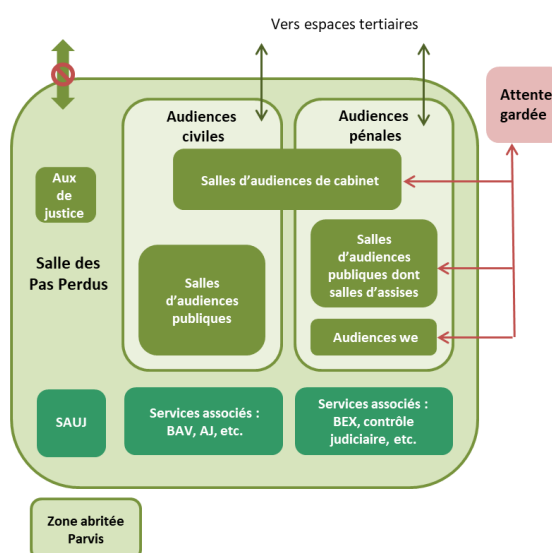 Vers espaces tertiaires
Audiences
civiles
Audiences
pénales
Attente
gardée
Salles d'audiences de cabinet
Aux
de
justice
Salle des
Pas Perdus
Salles
d'audiences
publiques
Salles
d'audiences
publiques dont
salles d'assises
Audiences we
SAUJ
Services associés :
BAV, AJ, etc.
Services associés :
BEX, contrôle
judiciaire, etc.
Zone abritée
Parvis